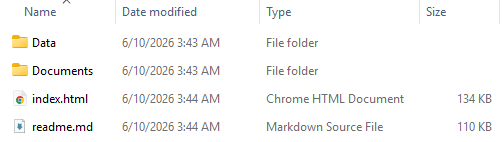 Name Date modified Type Size
Data 6/10/2026 3:43 AM File folder
Documents 6/10/2026 3:43 AM File folder
index.html 6/10/2026 3:44 AM Chrome HTML Document 134 KB
readme.md 6/10/2026 3:44 AM Markdown Source File 110 KB